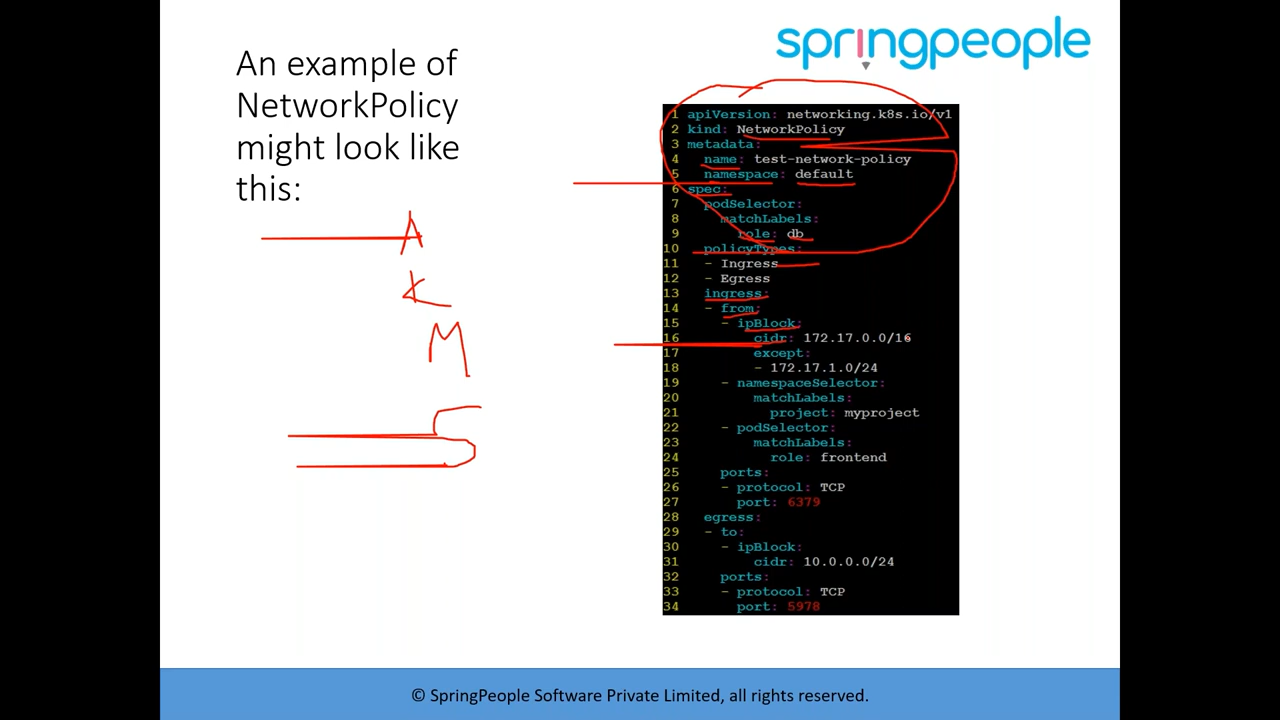 springpeople
An example of
NetworkPolicy
might look like
this:
A
K
M
S
1 apiVersion: networking.k8s.io/v1
2 kind: NetworkPolicy
3 metadata:
4   name: test-network-policy
5   namespace: default
6 spec:
7   podSelector:
8     matchLabels:
9       role: db
10   policyTypes:
11   - Ingress
12   - Egress
13   ingress:
14   - from:
15     - ipBlock:
16         cidr: 172.17.0.0/16
17         except:
18         - 172.17.1.0/24
19     - namespaceSelector:
20         matchLabels:
21           project: myproject
22     - podSelector:
23         matchLabels:
24           role: frontend
25     ports:
26     - protocol: TCP
27       port: 6379
28   egress:
29   - to:
30     - ipBlock:
31         cidr: 10.0.0.0/24
32     ports:
33     - protocol: TCP
34       port: 5978
© SpringPeople Software Private Limited, all rights reserved.